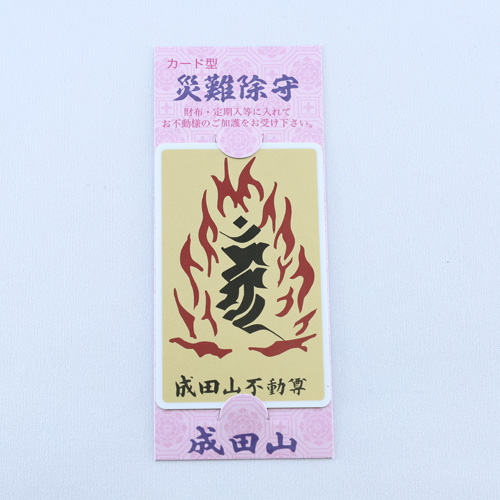 カード型
災難除守
財布・定期入等に入れて
お不動様のご加護をお受け下さい。
成田山不動尊
成田山